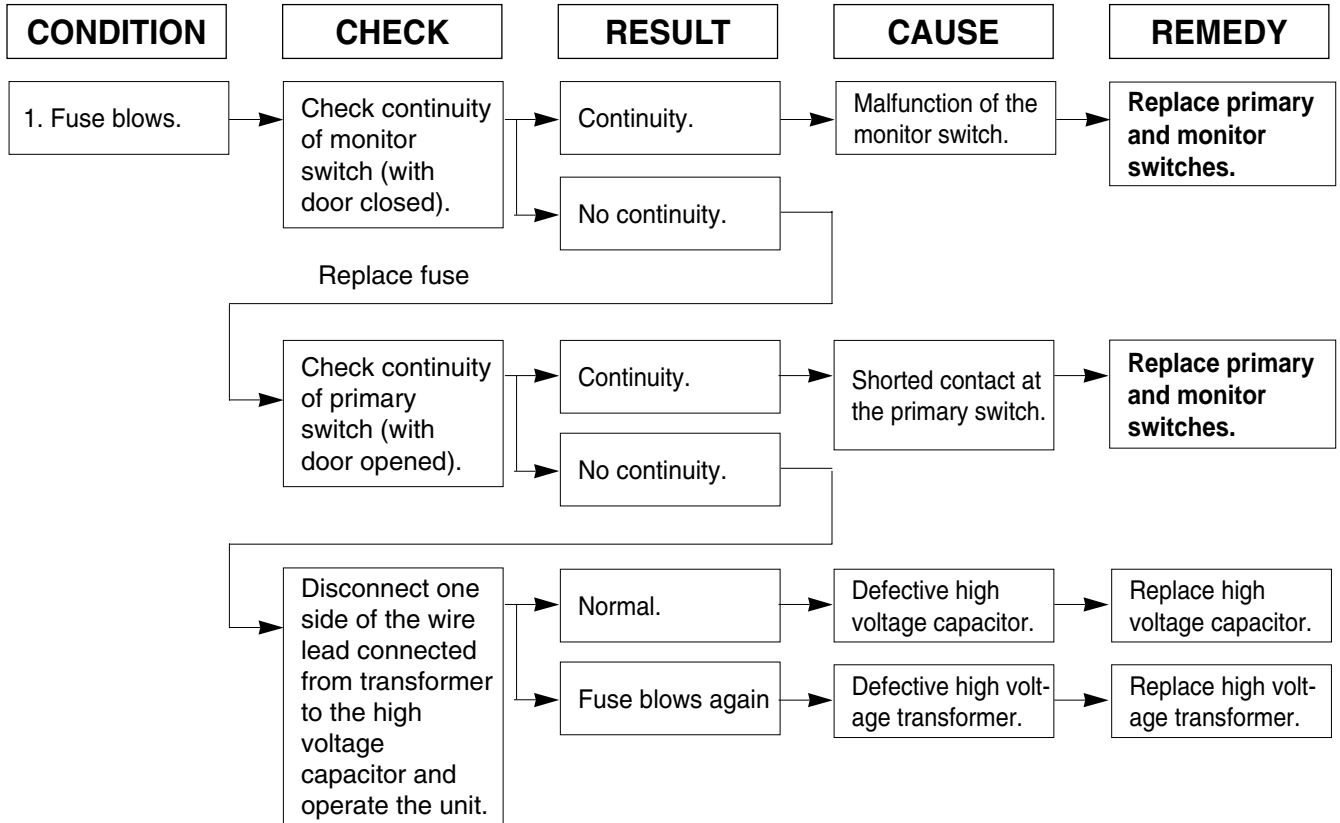 CONDITION
CHECK
RESULT
CAUSE
REMEDY
1. Fuse blows.
Check continuity
of monitor
switch (with
door closed).
Continuity.
Malfunction of the
monitor switch.
Replace primary
and monitor
switches.
No continuity.
Replace fuse
Check continuity
of primary
switch (with
door opened).
Continuity.
Shorted contact at
the primary switch.
Replace primary
and monitor
switches.
No continuity.
Disconnect one
side of the wire
lead connected
from transformer
to the high
voltage
capacitor and
operate the unit.
Normal.
Defective high
voltage capacitor.
Replace high
voltage capacitor.
Fuse blows again
Defective high volt-
age transformer.
Replace high volt-
age transformer.